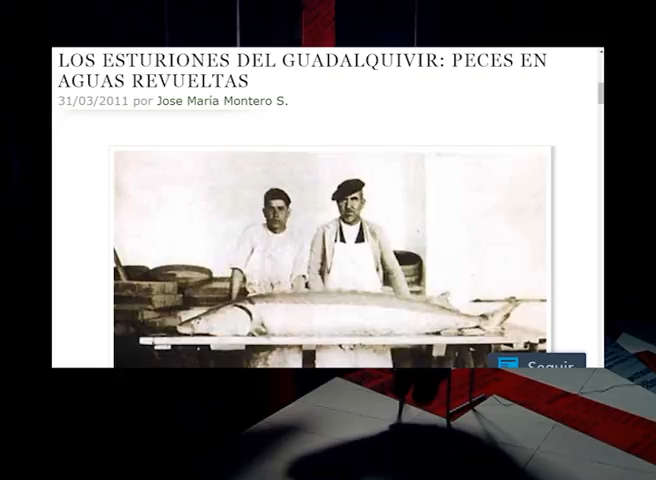 LOS ESTURIONES DEL GUADALQUIVIR: PECES EN
AGUAS REVUELTAS
31/03/2011 por Jose María Montero S.
Seguir